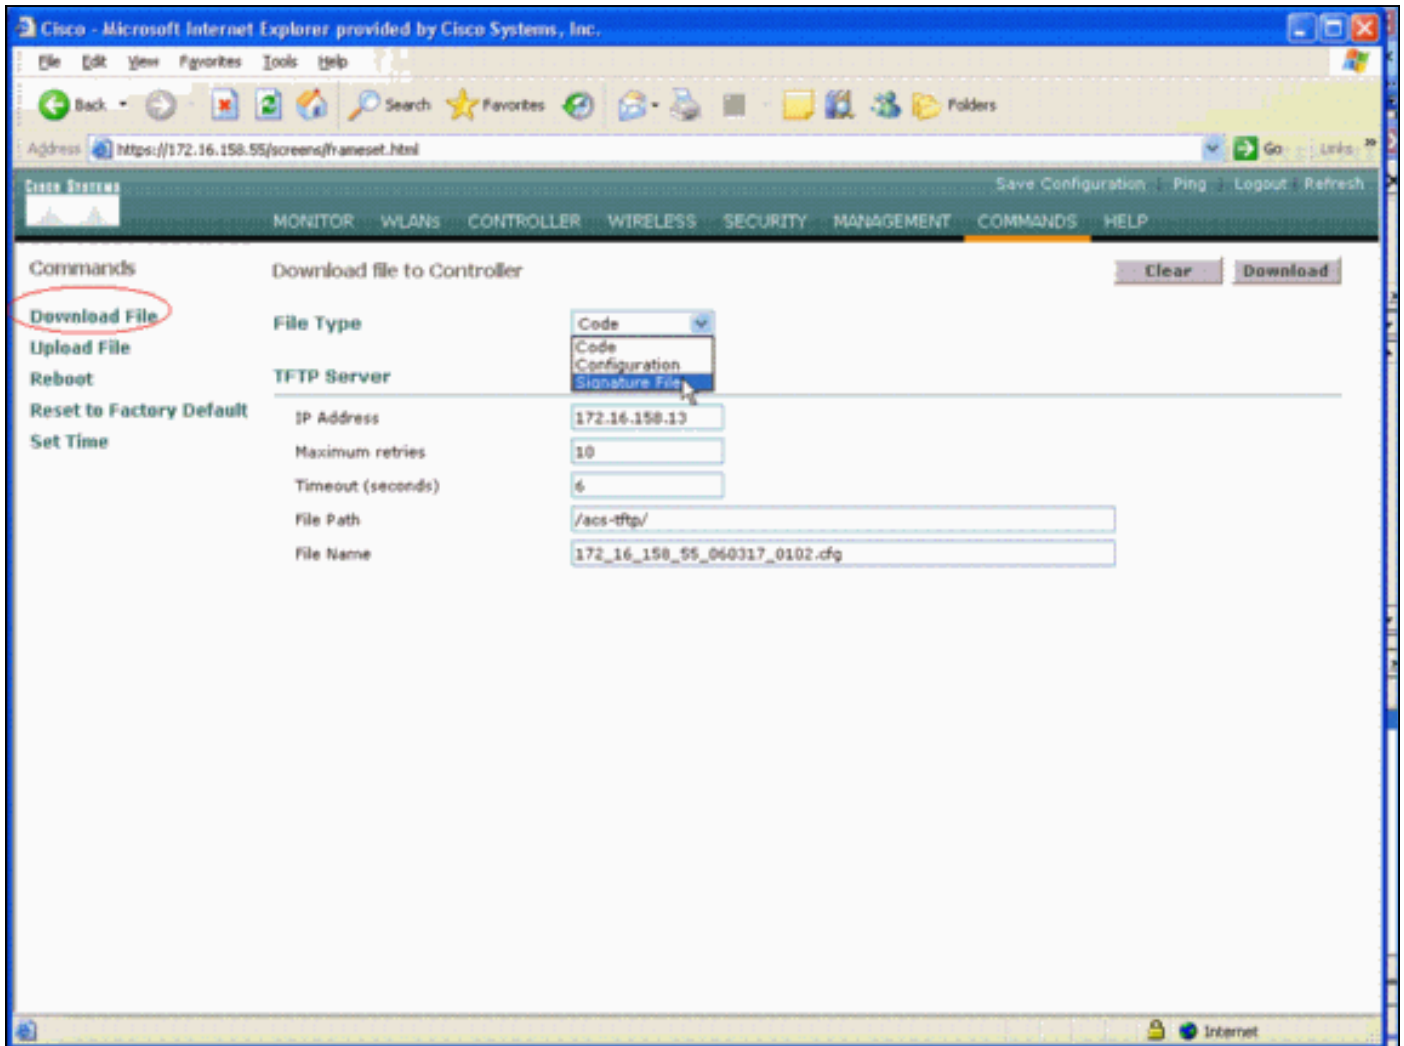 Cisco - Microsoft Internet Explorer provided by Cisco Systems, Inc.
File Edit View Favorites Tools Help
Back Search Favorites Folders
Address https://172.16.158.55/screens/frameset.html Go Links »
CISCO SYSTEMS
Save Configuration Ping Logout Refresh
MONITOR WLANs CONTROLLER WIRELESS SECURITY MANAGEMENT COMMANDS HELP
Commands
Download File
Upload File
Reboot
Reset to Factory Default
Set Time
Download file to Controller Clear Download
File Type Code
Code
Configuration
Signature File
TFTP Server
IP Address 172.16.158.13
Maximum retries 10
Timeout (seconds) 6
File Path /acs-tftp/
File Name 172_16_158_55_060317_0102.cfg
Internet